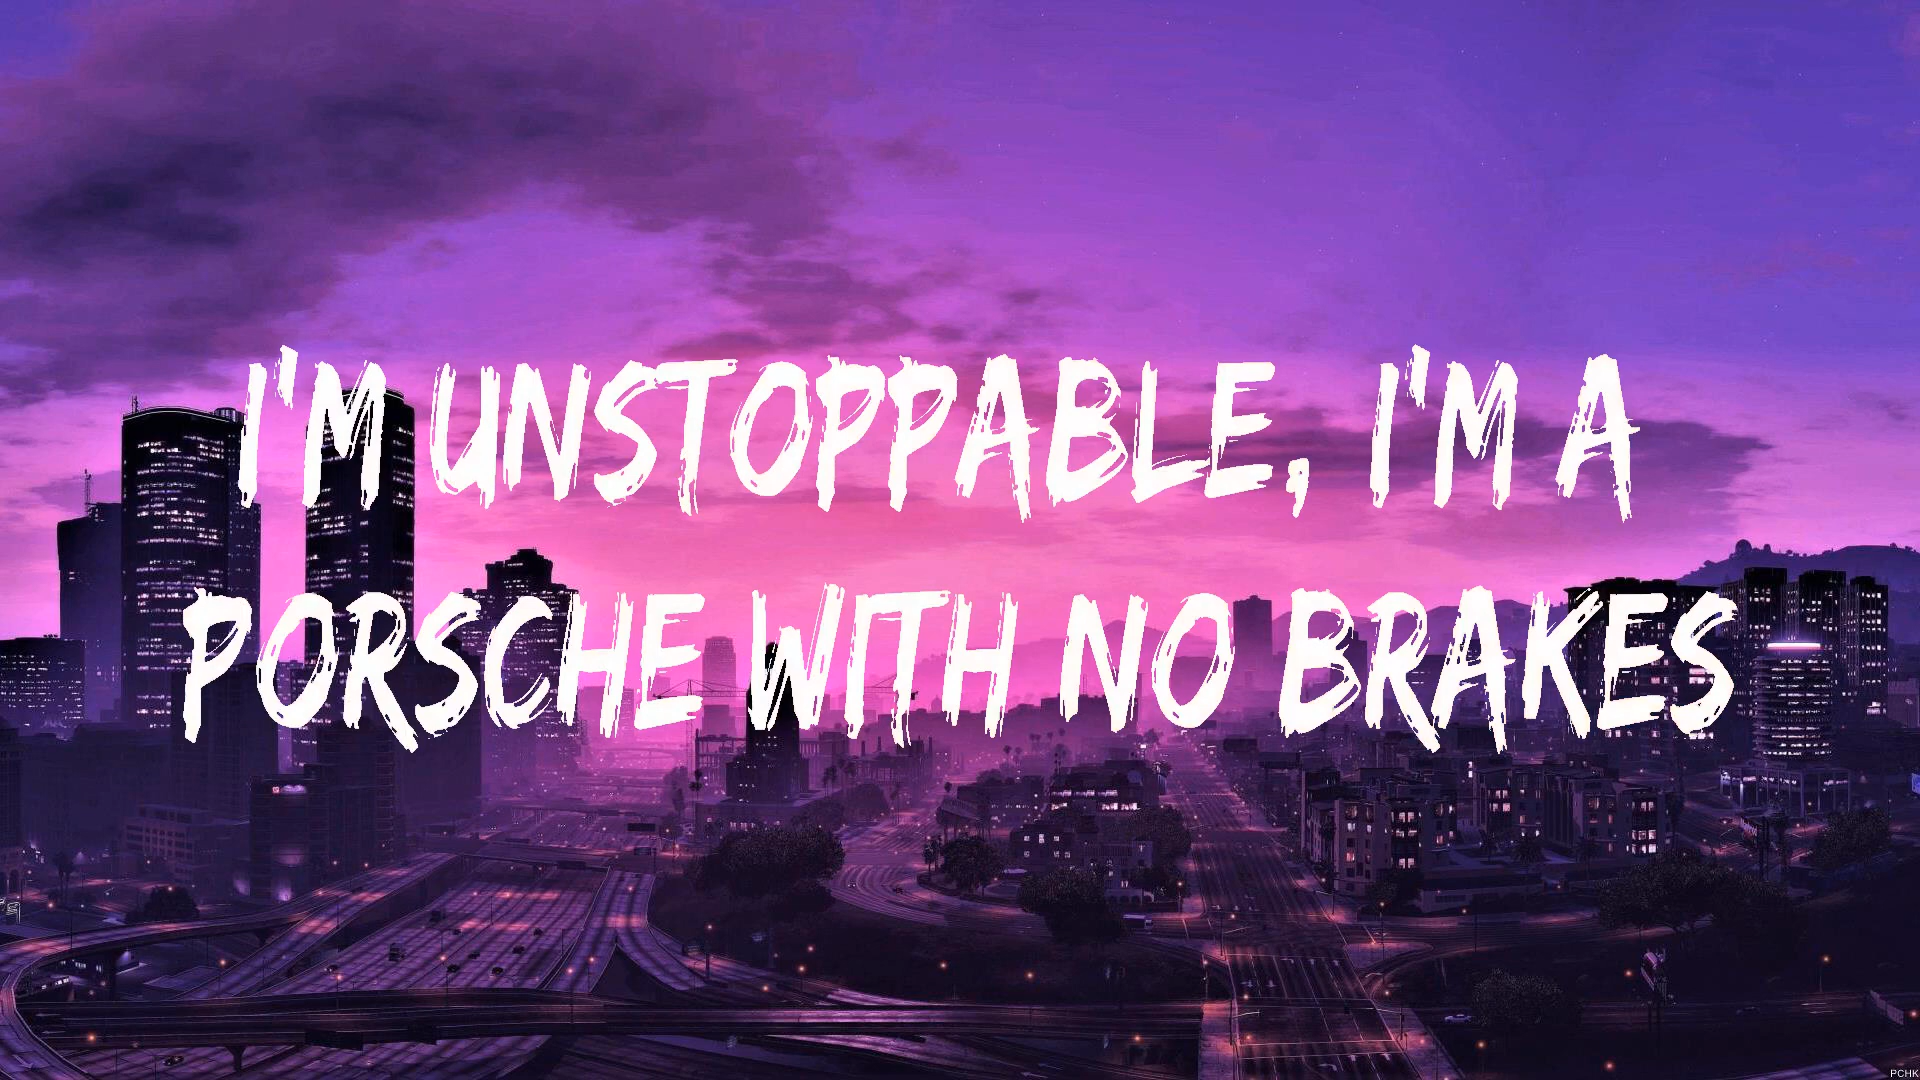 I'M UNSTOPPABLE, I'M A
PORSCHE WITH NO BRAKES
PCHK